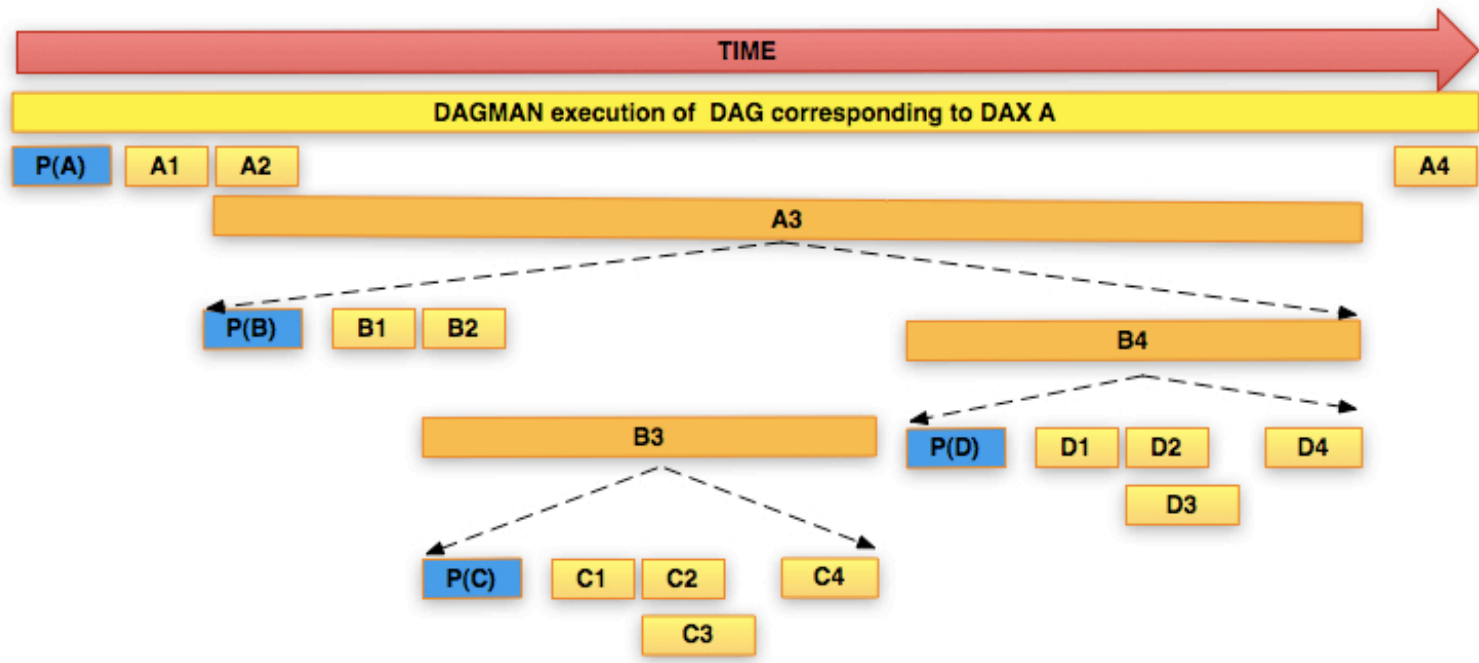 TIME
DAGMAN execution of DAG corresponding to DAX A
P(A)
A1
A2
A4
A3
P(B)
B1
B2
B4
B3
P(D)
D1
D2
D4
D3
P(C)
C1
C2
C4
C3